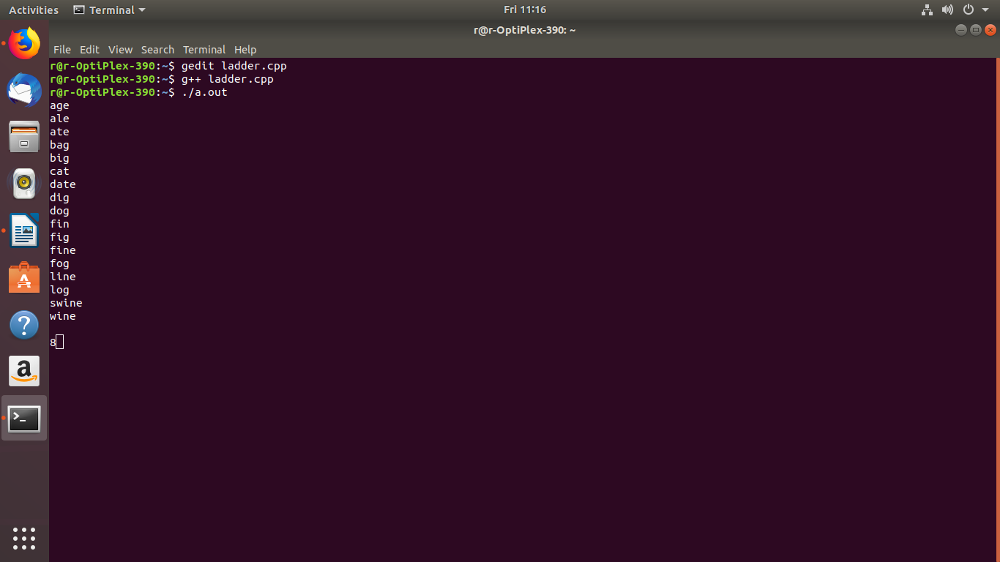 Activities Terminal Fri 11:16
r@r-OptiPlex-390: ~
File Edit View Search Terminal Help
r@r-OptiPlex-390:~$ gedit ladder.cpp
r@r-OptiPlex-390:~$ g++ ladder.cpp
r@r-OptiPlex-390:~$ ./a.out
age
ale
ate
bag
big
cat
date
dig
dog
fin
fig
fine
fog
line
log
swine
wine
8